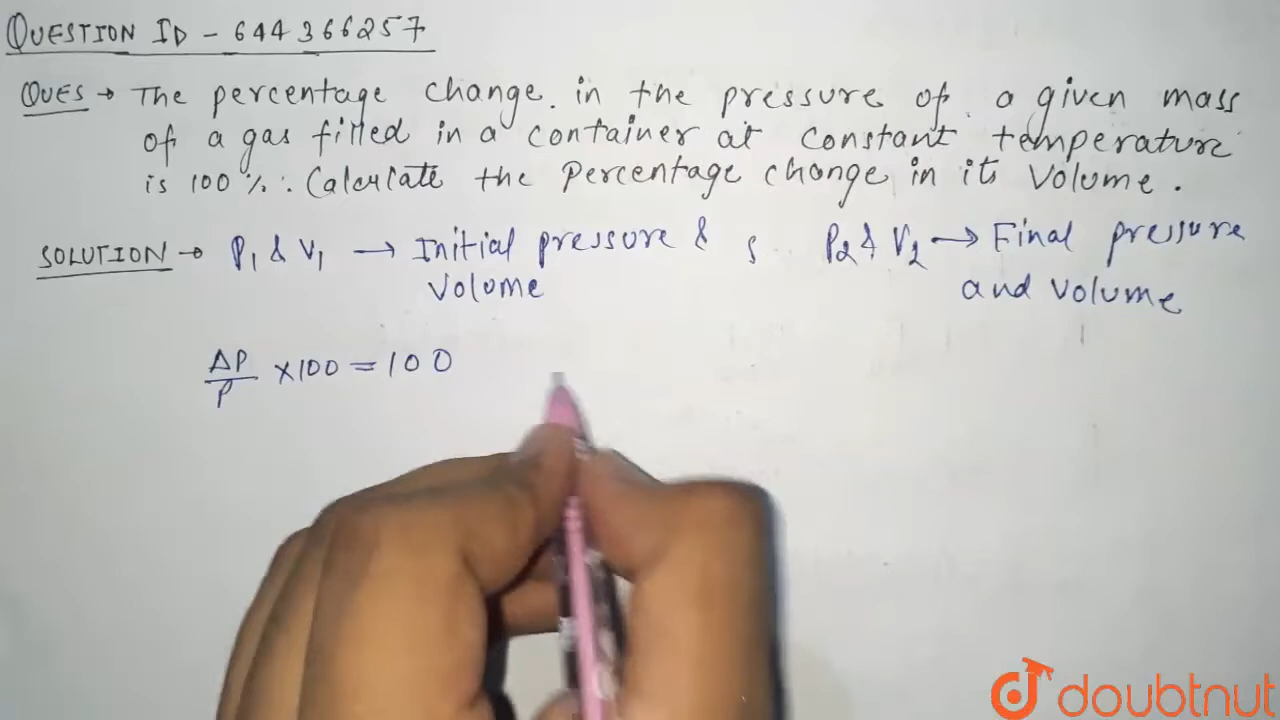 QUESTION ID - 644366257
QUES → The percentage change in the pressure of a given mass
of a gas filled in a container at constant temperature
is 100 %. Calculate the percentage change in its volume.
SOLUTION → P₁ & V₁ → Initial pressure & ; P₂ & V₂ → Final pressure
volume and volume
ΔP/P ×100 = 100
doubtnut